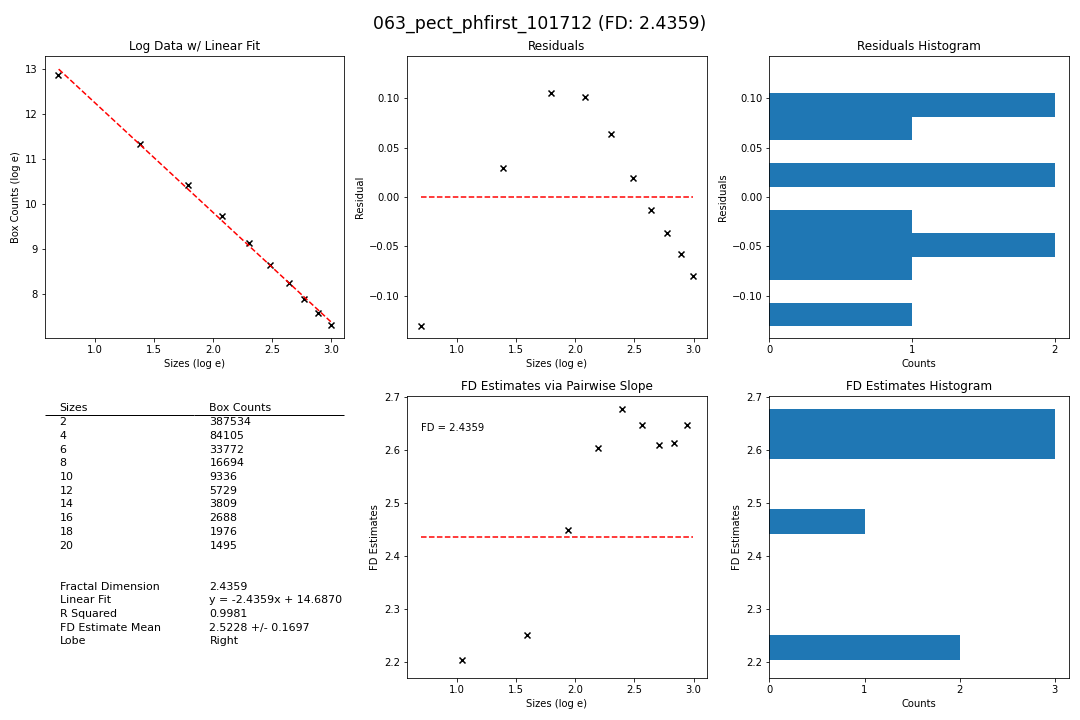 063_pect_phfirst_101712 (FD: 2.4359)
Log Data w/ Linear Fit
Box Counts (log e)
13
12
11
10
9
8
1.0 1.5 2.0 2.5 3.0
Sizes (log e)
Residuals
Residual
0.10
0.05
0.00
−0.05
−0.10
1.0 1.5 2.0 2.5 3.0
Sizes (log e)
Residuals Histogram
Residuals
0.10
0.05
0.00
−0.05
−0.10
0 1 2
Counts
Sizes Box Counts
2 387534
4 84105
6 33772
8 16694
10 9336
12 5729
14 3809
16 2688
18 1976
20 1495
Fractal Dimension 2.4359
Linear Fit y = -2.4359x + 14.6870
R Squared 0.9981
FD Estimate Mean 2.5228 +/- 0.1697
Lobe Right
FD Estimates via Pairwise Slope
FD Estimates
2.7
2.6
2.5
2.4
2.3
2.2
FD = 2.4359
1.0 1.5 2.0 2.5 3.0
Sizes (log e)
FD Estimates Histogram
FD Estimates
2.7
2.6
2.5
2.4
2.3
2.2
0 1 2 3
Counts